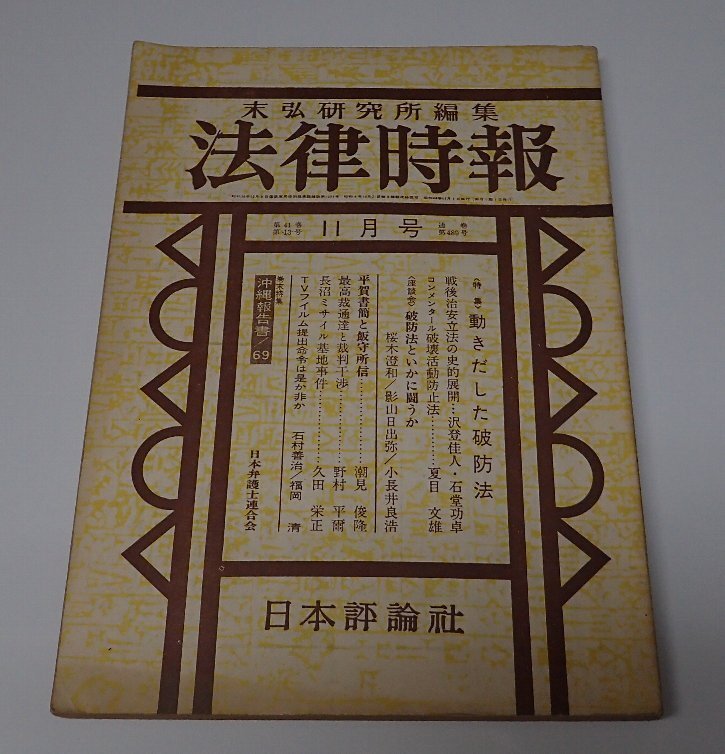 末弘研究所編集
法律時報
第41巻
第13号
11月号
通巻
第480号
〈特集〉動きだした破防法
戦後治安立法の史的展開…沢登佳人・石堂功卓
コンメンタール破壊活動防止法…………夏目文雄
〈座談会〉破防法といかに闘うか
桜木澄和／影山日出弥／小長井良浩
平賀書簡と飯守所信………………潮見俊隆
最高裁通達と裁判干渉………………野村平爾
長沼ミサイル基地事件………………久田栄正
TVフイルム提出命令は是か非か 石村善治／福岡清
巻末特集
沖縄報告書／69
日本弁護士連合会
日本評論社